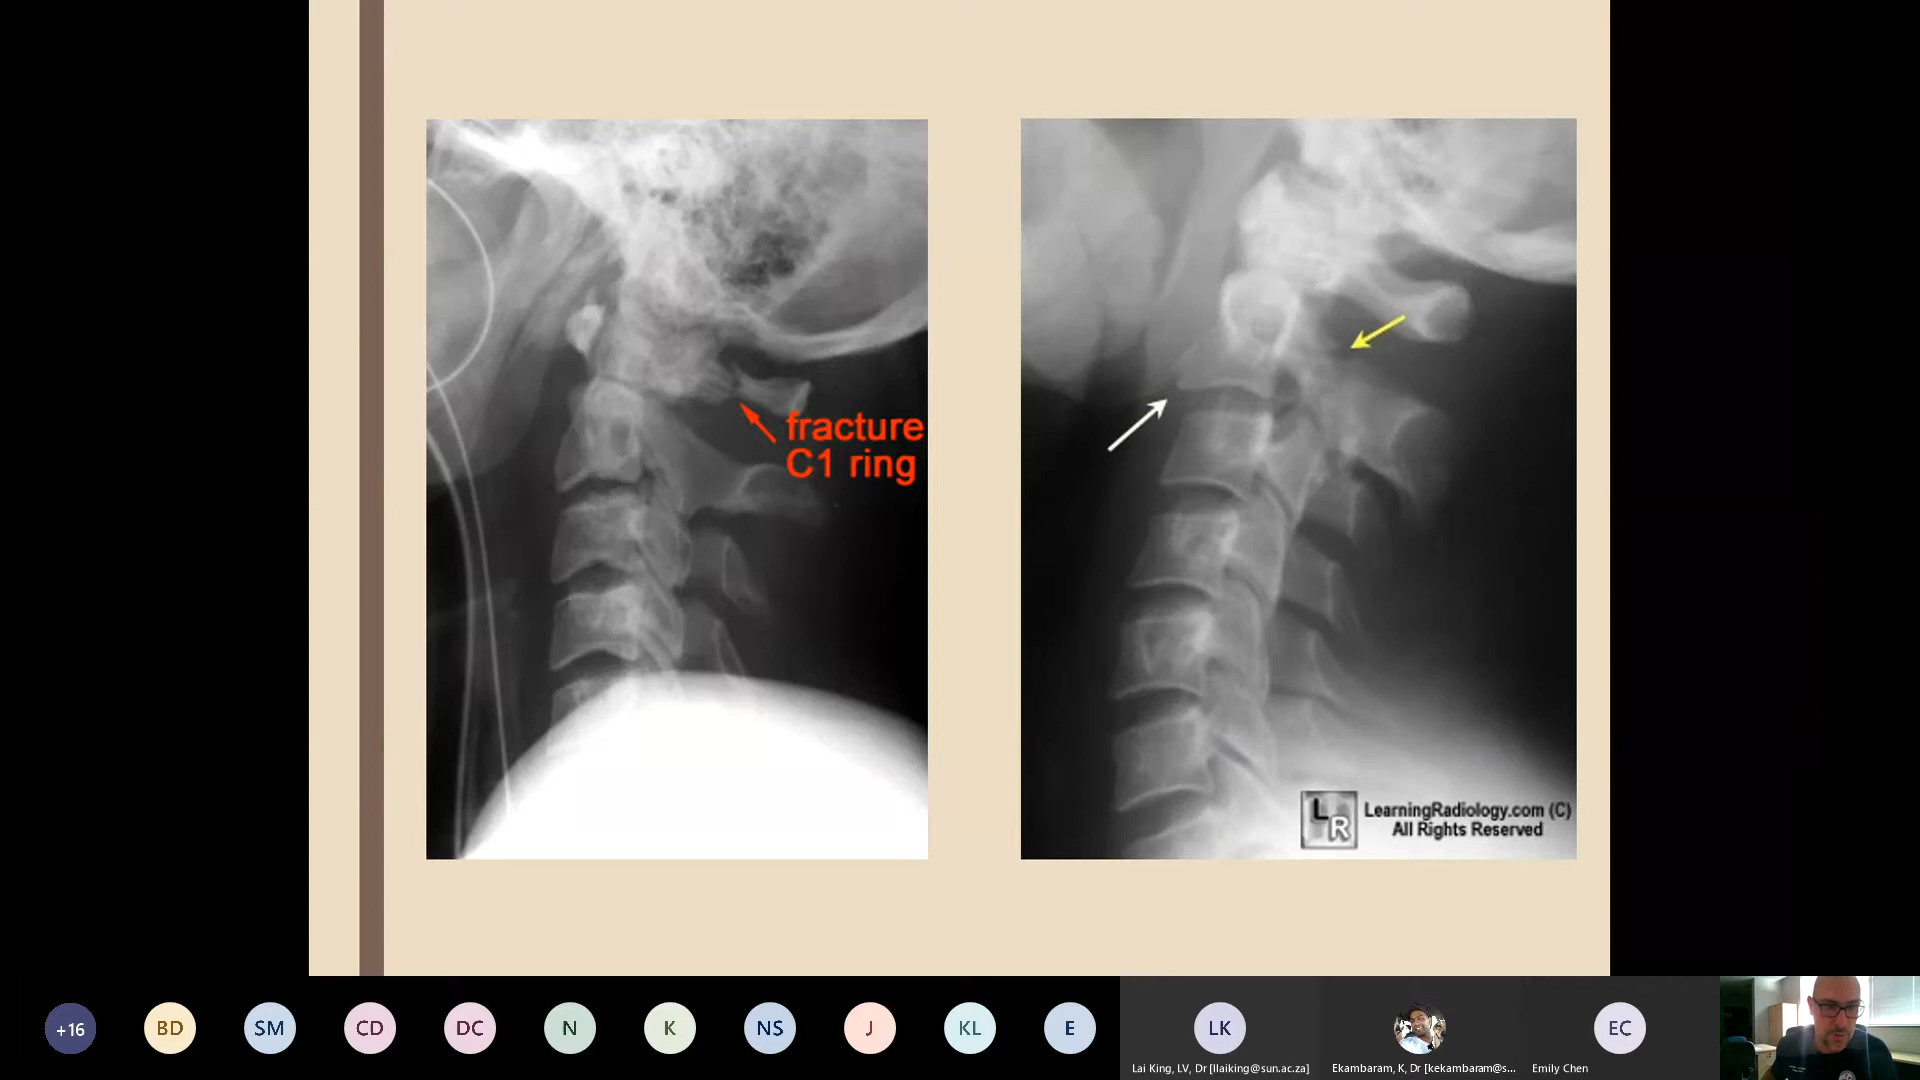 fracture
C1 ring
L
R
LearningRadiology.com (C)
All Rights Reserved
+16
BD
SM
CD
DC
N
K
NS
J
KL
E
LK
EC
Lai King, LV, Dr [llaiking@sun.ac.za]
Ekambaram, K, Dr [kekambaram@s...
Emily Chen